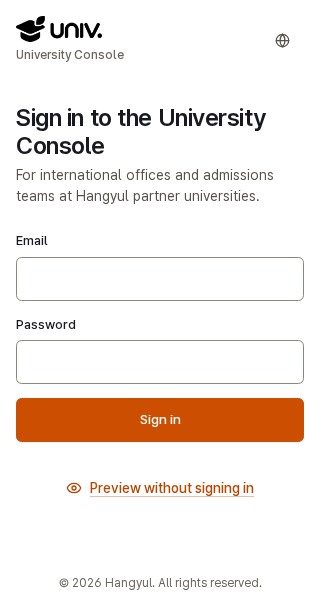 UNIV.
University Console
Sign in to the University
Console
For international offices and admissions
teams at Hangyul partner universities.
Email
Password
Sign in
Preview without signing in
© 2026 Hangyul. All rights reserved.